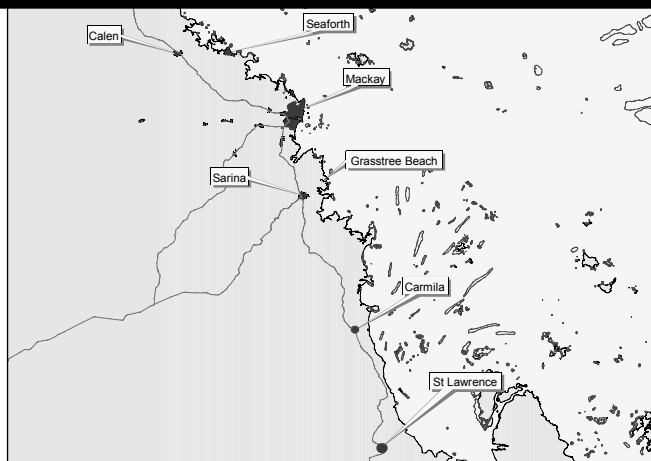 Seaforth
Calen
Mackay
Grasstree Beach
Sarina
Carmila
St Lawrence